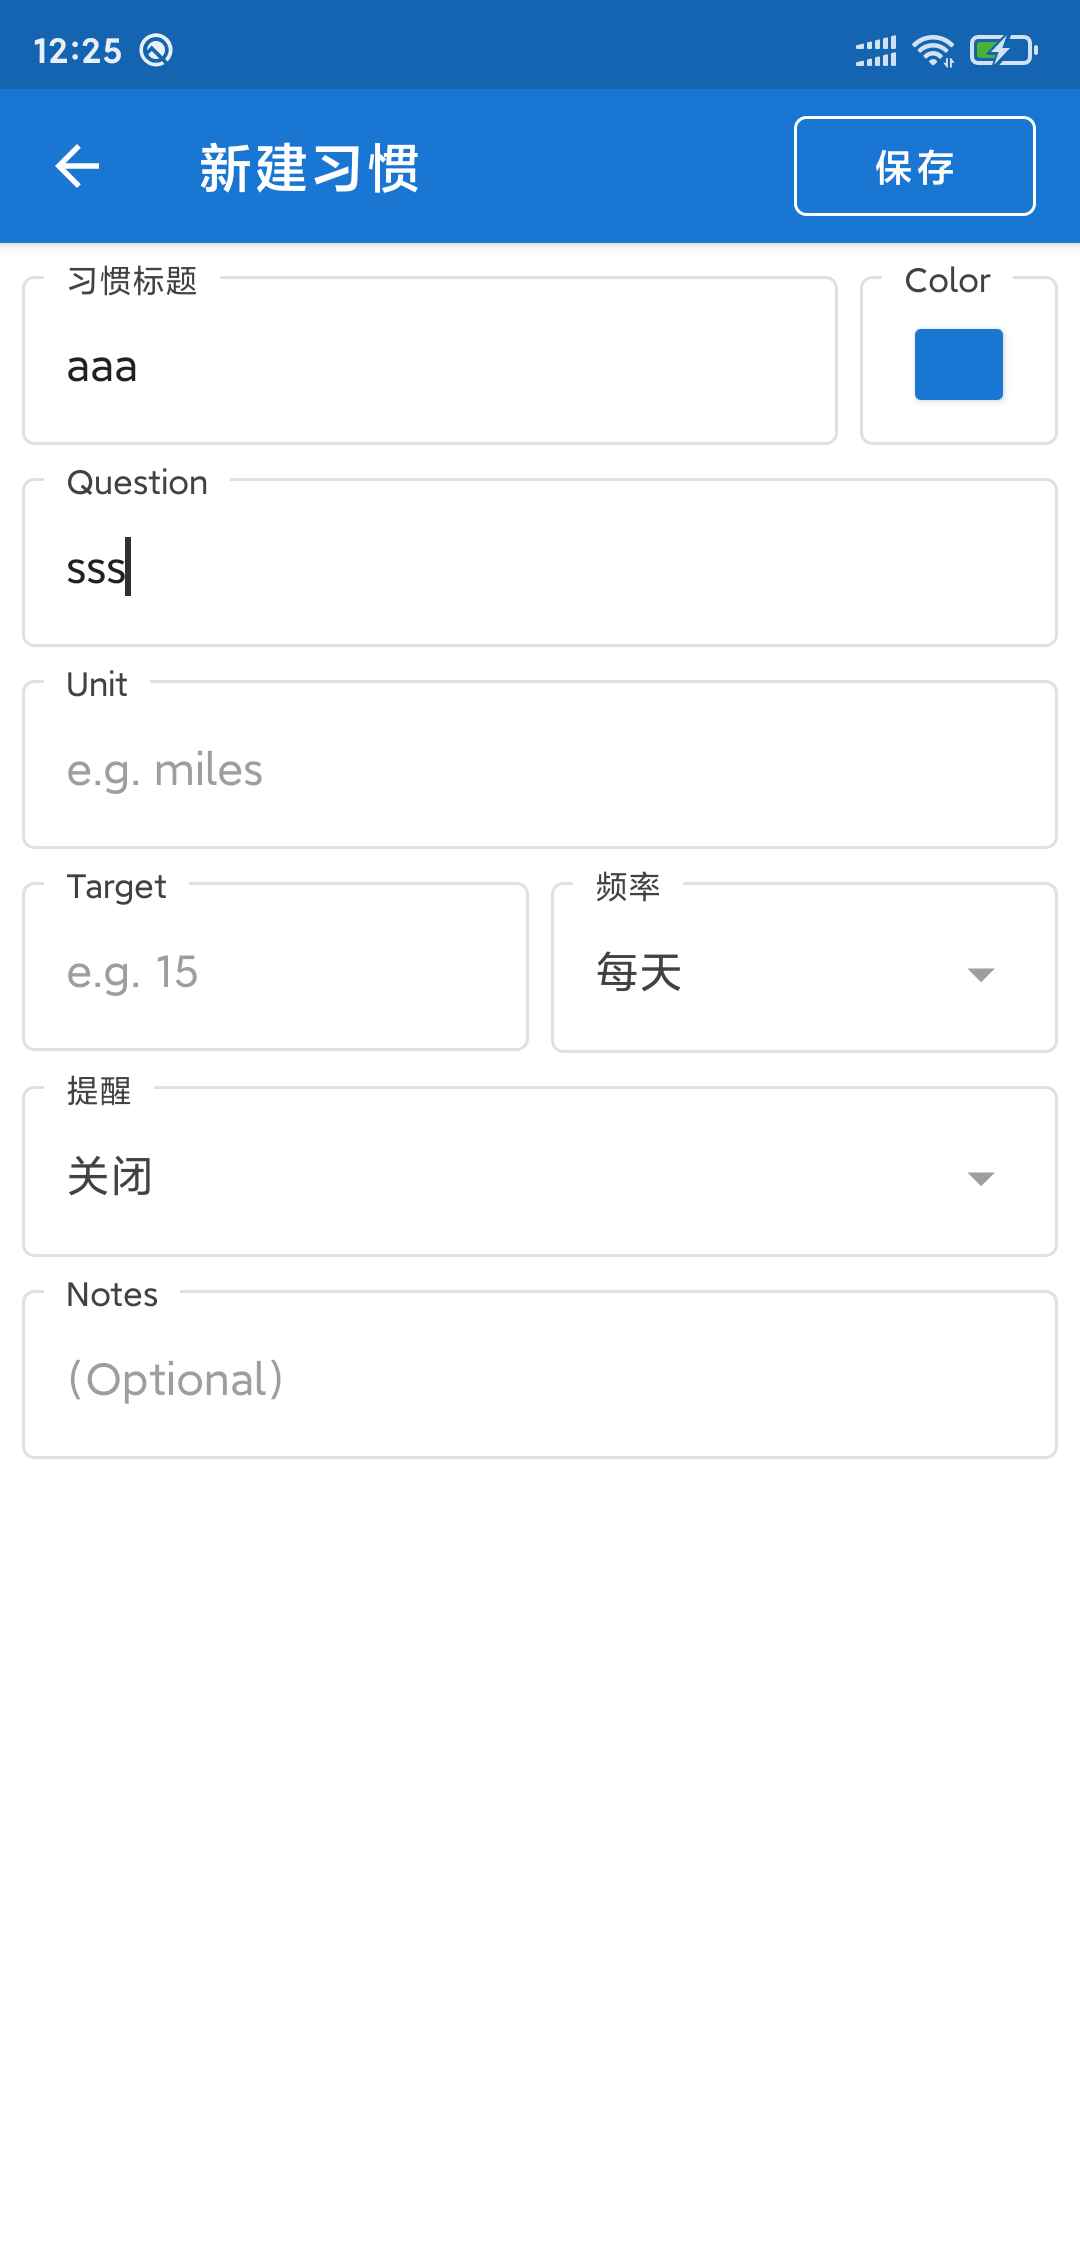 12:25
新建习惯
保存
习惯标题
Color
aaa
Question
sss
Unit
e.g. miles
Target
频率
e.g. 15
每天
提醒
关闭
Notes
(Optional)